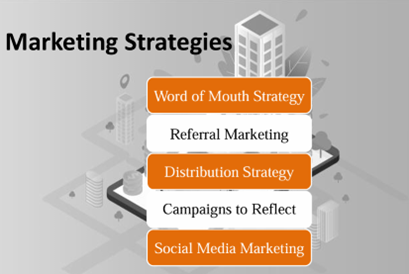 Marketing Strategies
Word of Mouth Strategy
Referral Marketing
Distribution Strategy
Campaigns to Reflect
Social Media Marketing